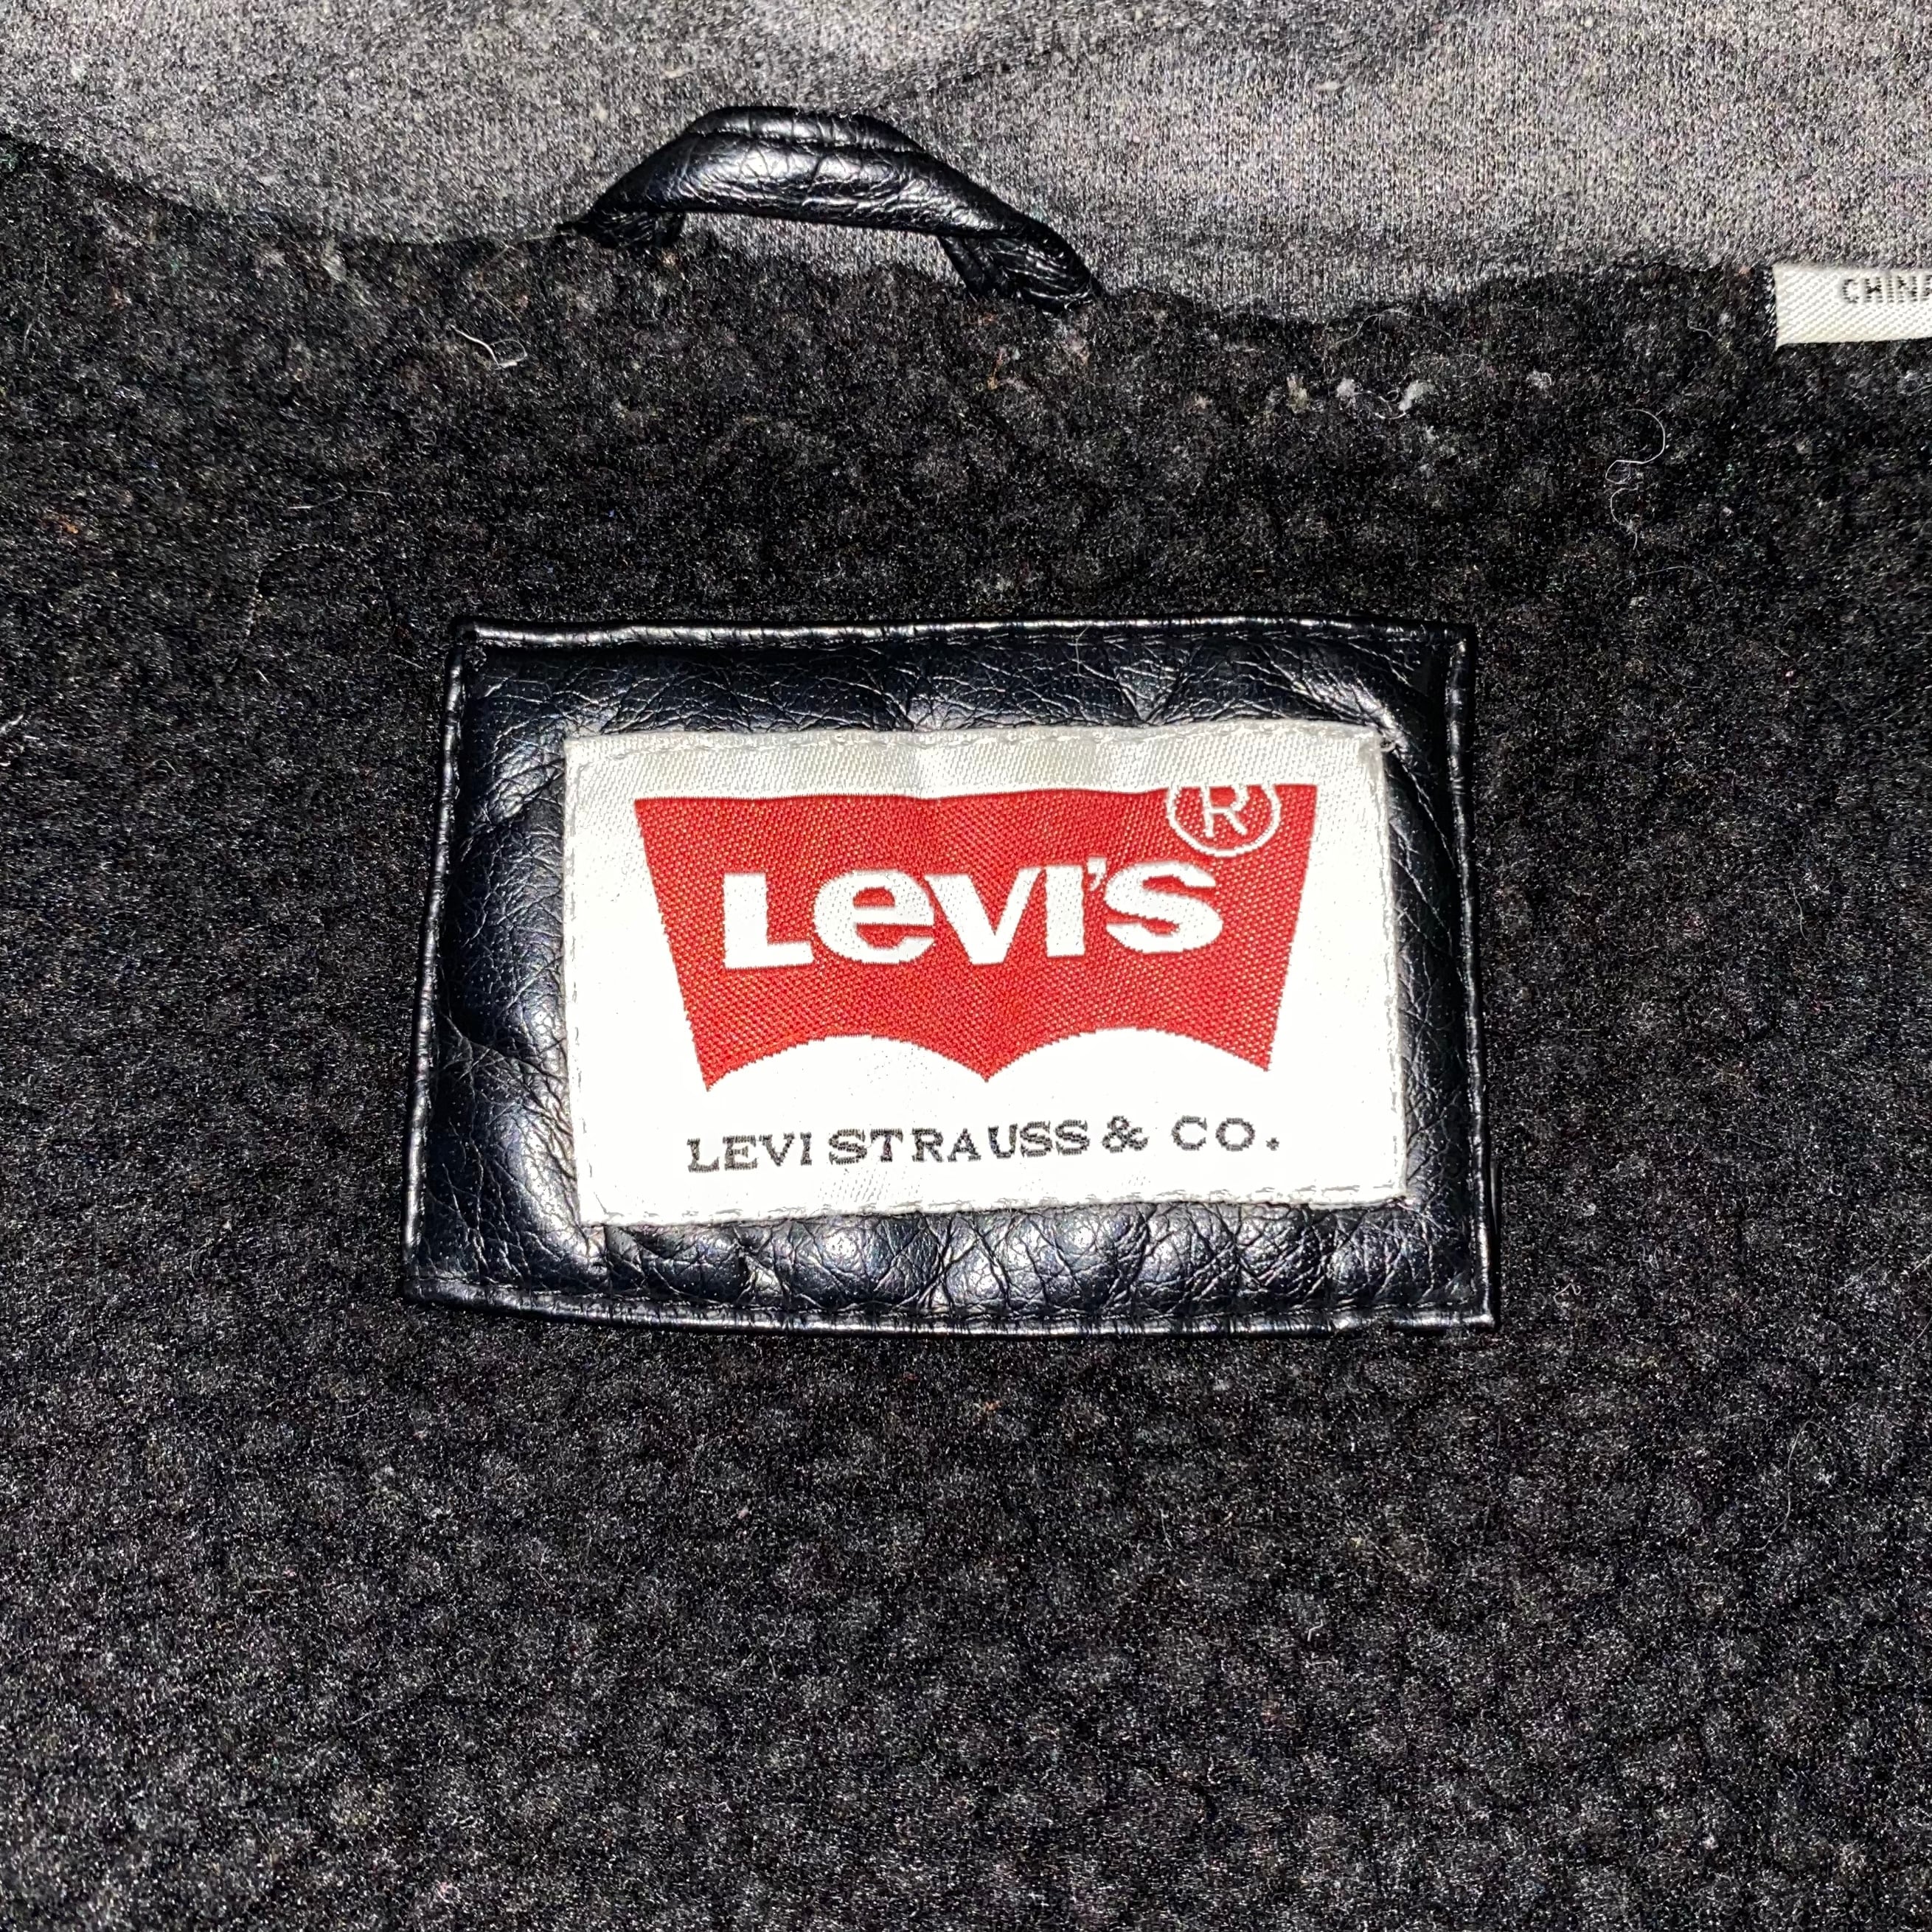 CHINA
®
LEVI'S
LEVI STRAUSS & CO.